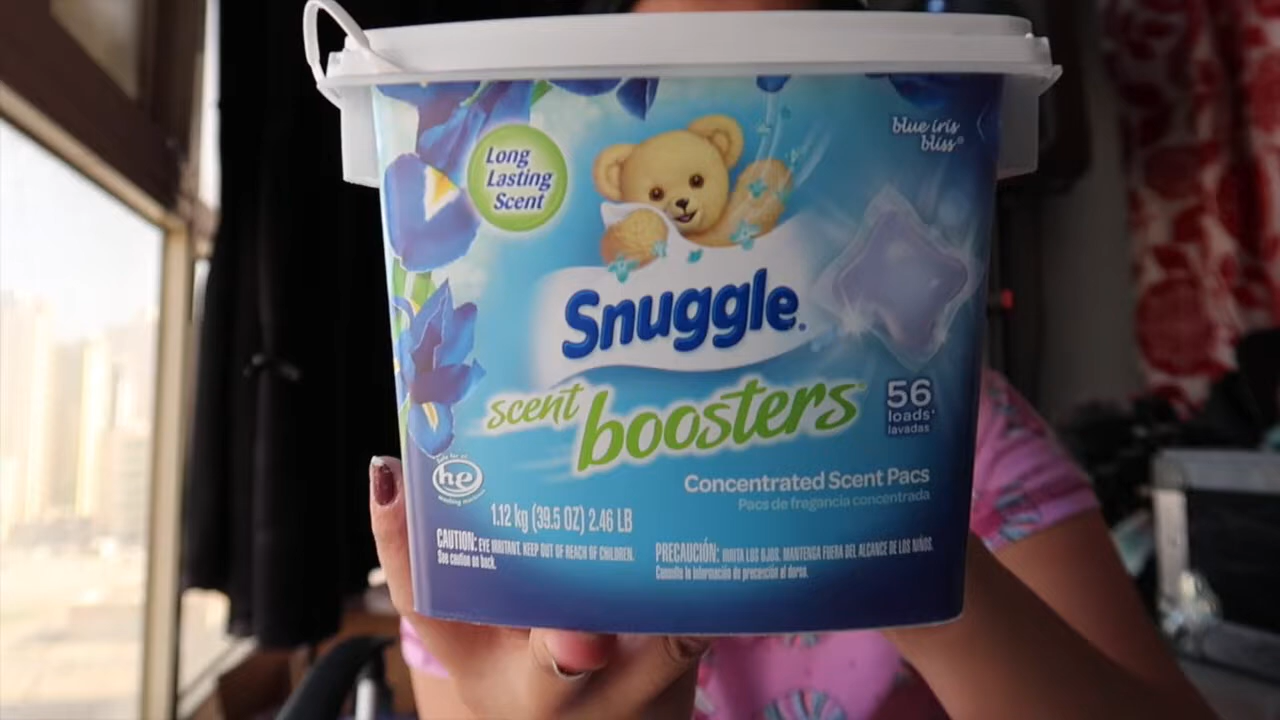 blue iris
bliss®
Long
Lasting
Scent
Snuggle.
scent boosters
56
loads*
lavadas
he
washing machines
Concentrated Scent Pacs
Pacs de fragancia concentrada
1.12 kg (39.5 OZ) 2.46 LB
CAUTION: EYE IRRITANT. KEEP OUT OF REACH OF CHILDREN.
See caution on back.
PRECAUCIÓN: IRRITA LOS OJOS. MANTENGA FUERA DEL ALCANCE DE LOS NIÑOS.
Consulte la información de precaución al dorso.